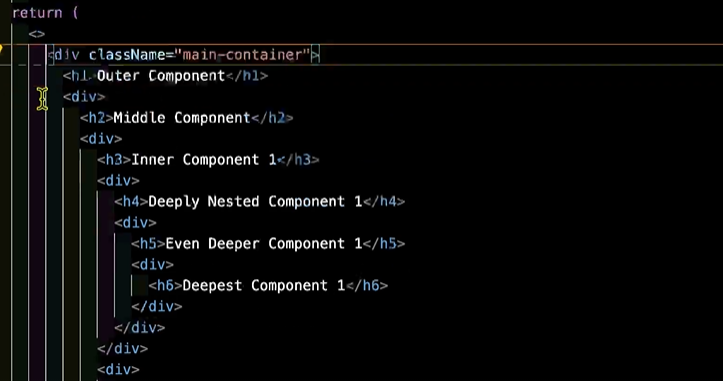 return (
<>
<div className="main-container">
<h1>Outer Component</h1>
<div>
<h2>Middle Component</h2>
<div>
<h3>Inner Component 1</h3>
<div>
<h4>Deeply Nested Component 1</h4>
<div>
<h5>Even Deeper Component 1</h5>
<div>
<h6>Deepest Component 1</h6>
</div>
</div>
</div>
<div>